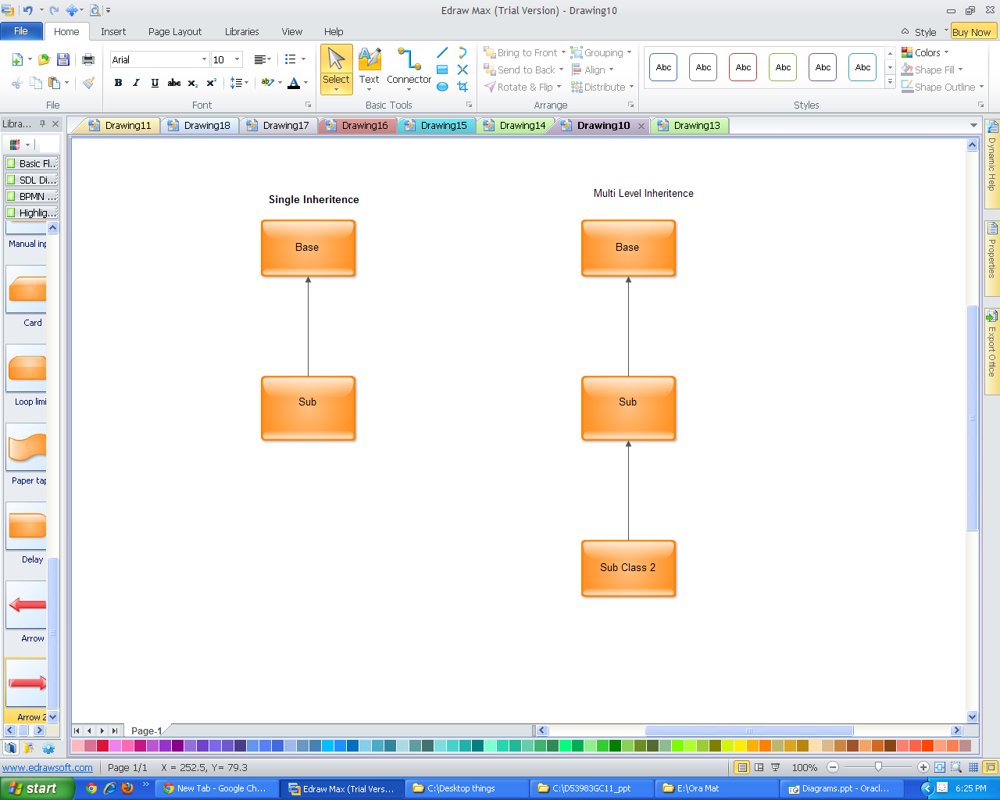 Edraw Max (Trial Version) - Drawing10
File Home Insert Page Layout Libraries View Help Style Buy Now
Arial 10
B I U abc x₂ x² aby A
Select Text Connector
Bring to Front Grouping
Send to Back Align
Rotate & Flip Distribute
Abc Abc Abc Abc Abc Abc
Colors
Shape Fill
Shape Outline
File Font Basic Tools Arrange Styles
Libra...
Drawing11 Drawing18 Drawing17 Drawing16 Drawing15 Drawing14 Drawing10 Drawing13
Basic Fl...
SDL Di...
BPMN ...
Highlig...
Manual inp
Card
Loop limi
Paper tap
Delay
Arrow
Arrow 2
Single Inheritence
Base
Sub
Multi Level Inheritence
Base
Sub
Sub Class 2
Dynamic Help
Properties
Export Office
Page-1
www.edrawsoft.com Page 1/1 X = 252.5, Y= 79.3 100%
start New Tab - Google Ch... Edraw Max (Trial Vers... C:\Desktop things C:\D53983GC11_ppt E:\Ora Mat Diagrams.ppt - Oracl... 6:25 PM